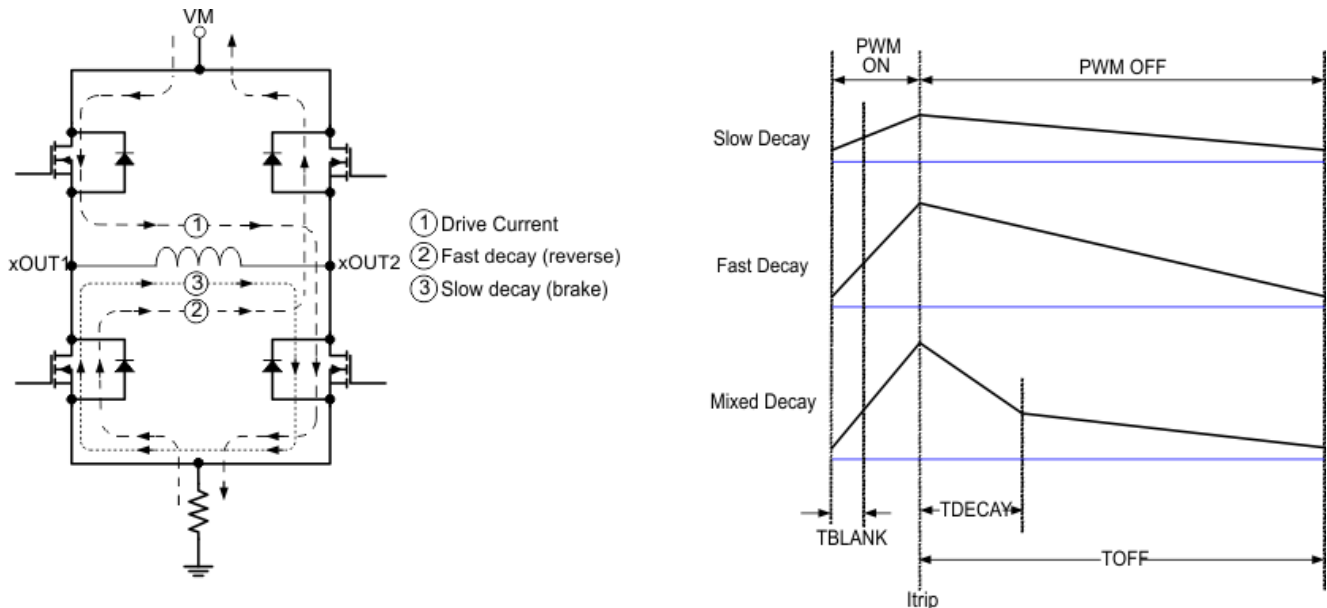 VM
xOUT1
xOUT2
1
3
2
1 Drive Current
2 Fast decay (reverse)
3 Slow decay (brake)
PWM
ON
PWM OFF
Slow Decay
Fast Decay
Mixed Decay
TDECAY
TBLANK
TOFF
Itrip